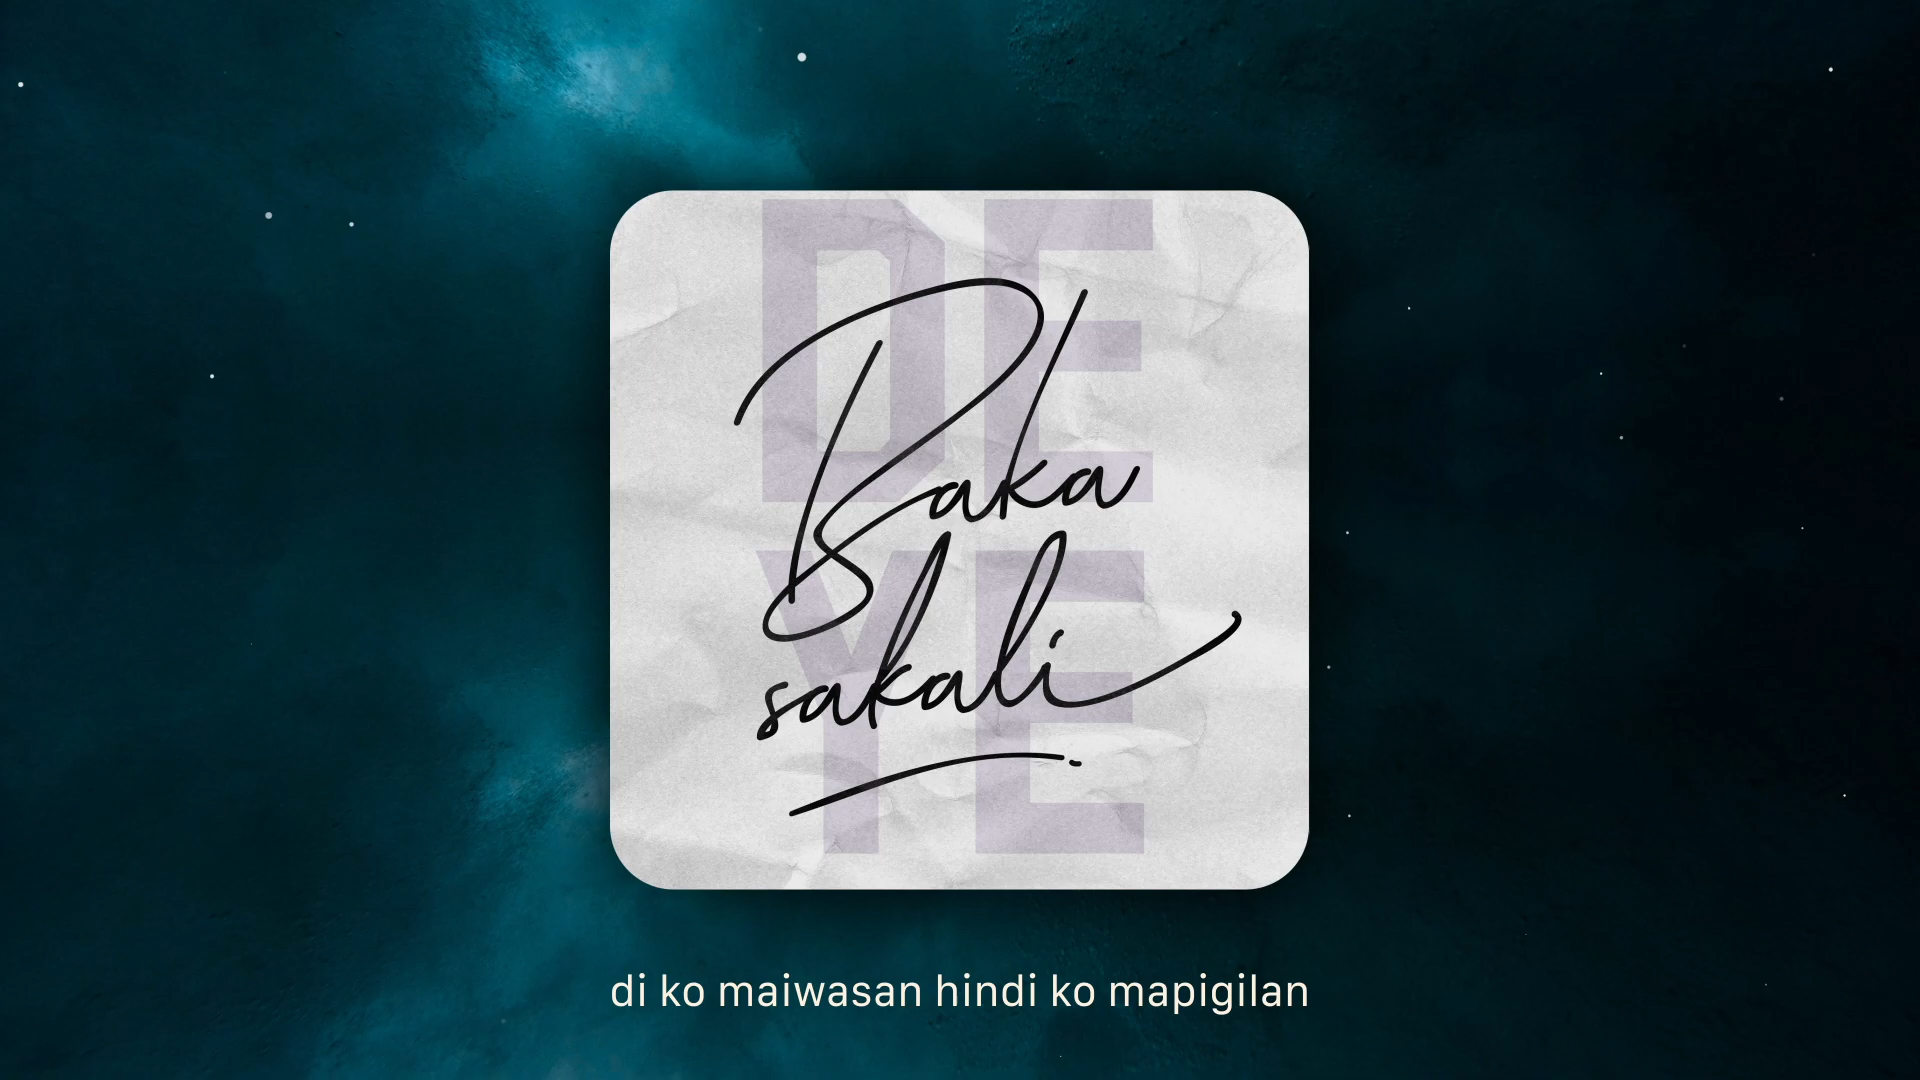 DE
YE
Baka
sakali
di ko maiwasan hindi ko mapigilan